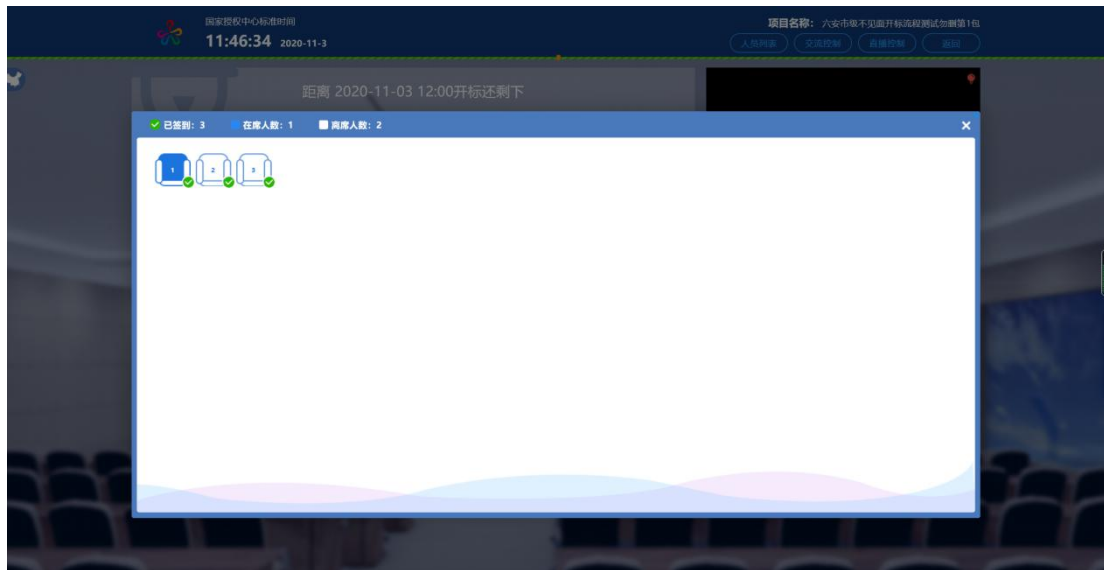 国家授权中心标准时间
11:46:34 2020-11-3
项目名称： 六安市级不见面开标流程测试勿删第1包
人员列表 交流控制 直播控制 返回
距离 2020-11-03 12:00开标还剩下
已签到：3 在席人数：1 离席人数：2
1 2 3